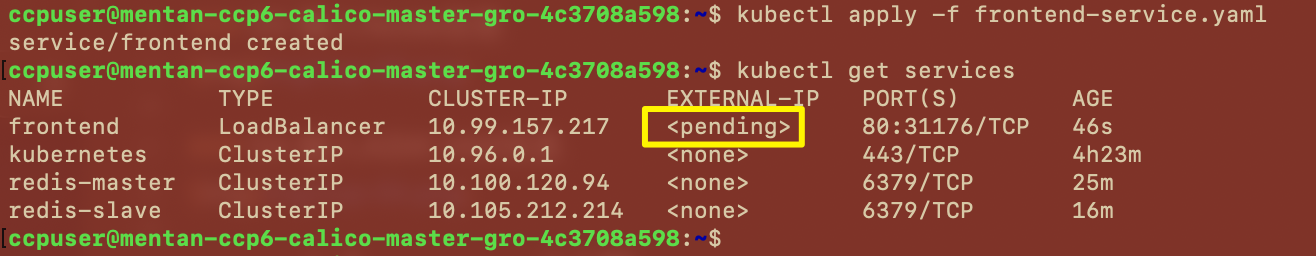 ccpuser@mentan-ccp6-calico-master-gro-4c3708a598:~$ kubectl apply -f frontend-service.yaml
service/frontend created
[ccpuser@mentan-ccp6-calico-master-gro-4c3708a598:~$ kubectl get services
NAME TYPE CLUSTER-IP EXTERNAL-IP PORT(S) AGE
frontend LoadBalancer 10.99.157.217 <pending> 80:31176/TCP 46s
kubernetes ClusterIP 10.96.0.1 <none> 443/TCP 4h23m
redis-master ClusterIP 10.100.120.94 <none> 6379/TCP 25m
redis-slave ClusterIP 10.105.212.214 <none> 6379/TCP 16m
[ccpuser@mentan-ccp6-calico-master-gro-4c3708a598:~$